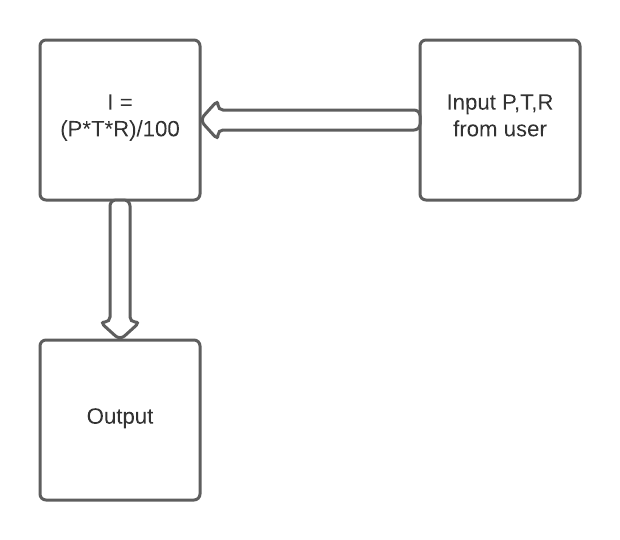 I =
(P*T*R)/100
Input P,T,R
from user
Output